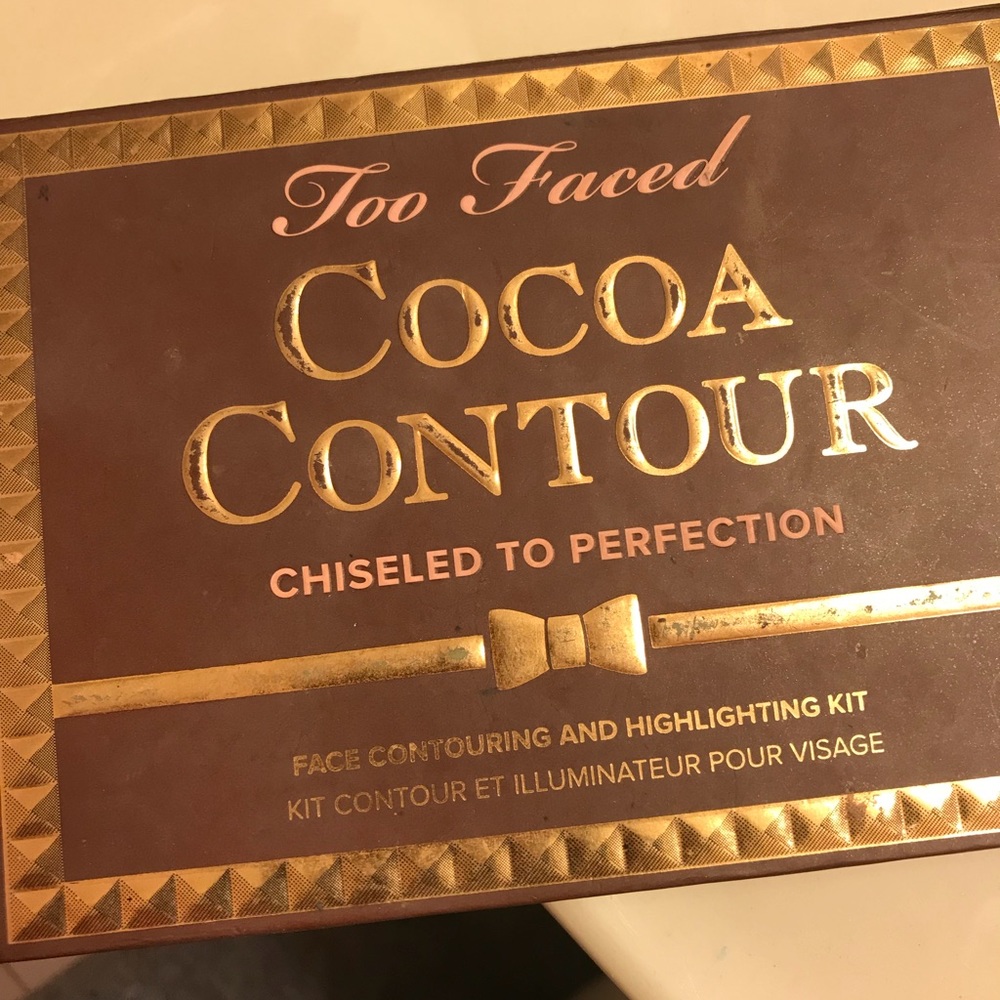 Too Faced
COCOA
CONTOUR
CHISELED TO PERFECTION
FACE CONTOURING AND HIGHLIGHTING KIT
KIT CONTOUR ET ILLUMINATEUR POUR VISAGE